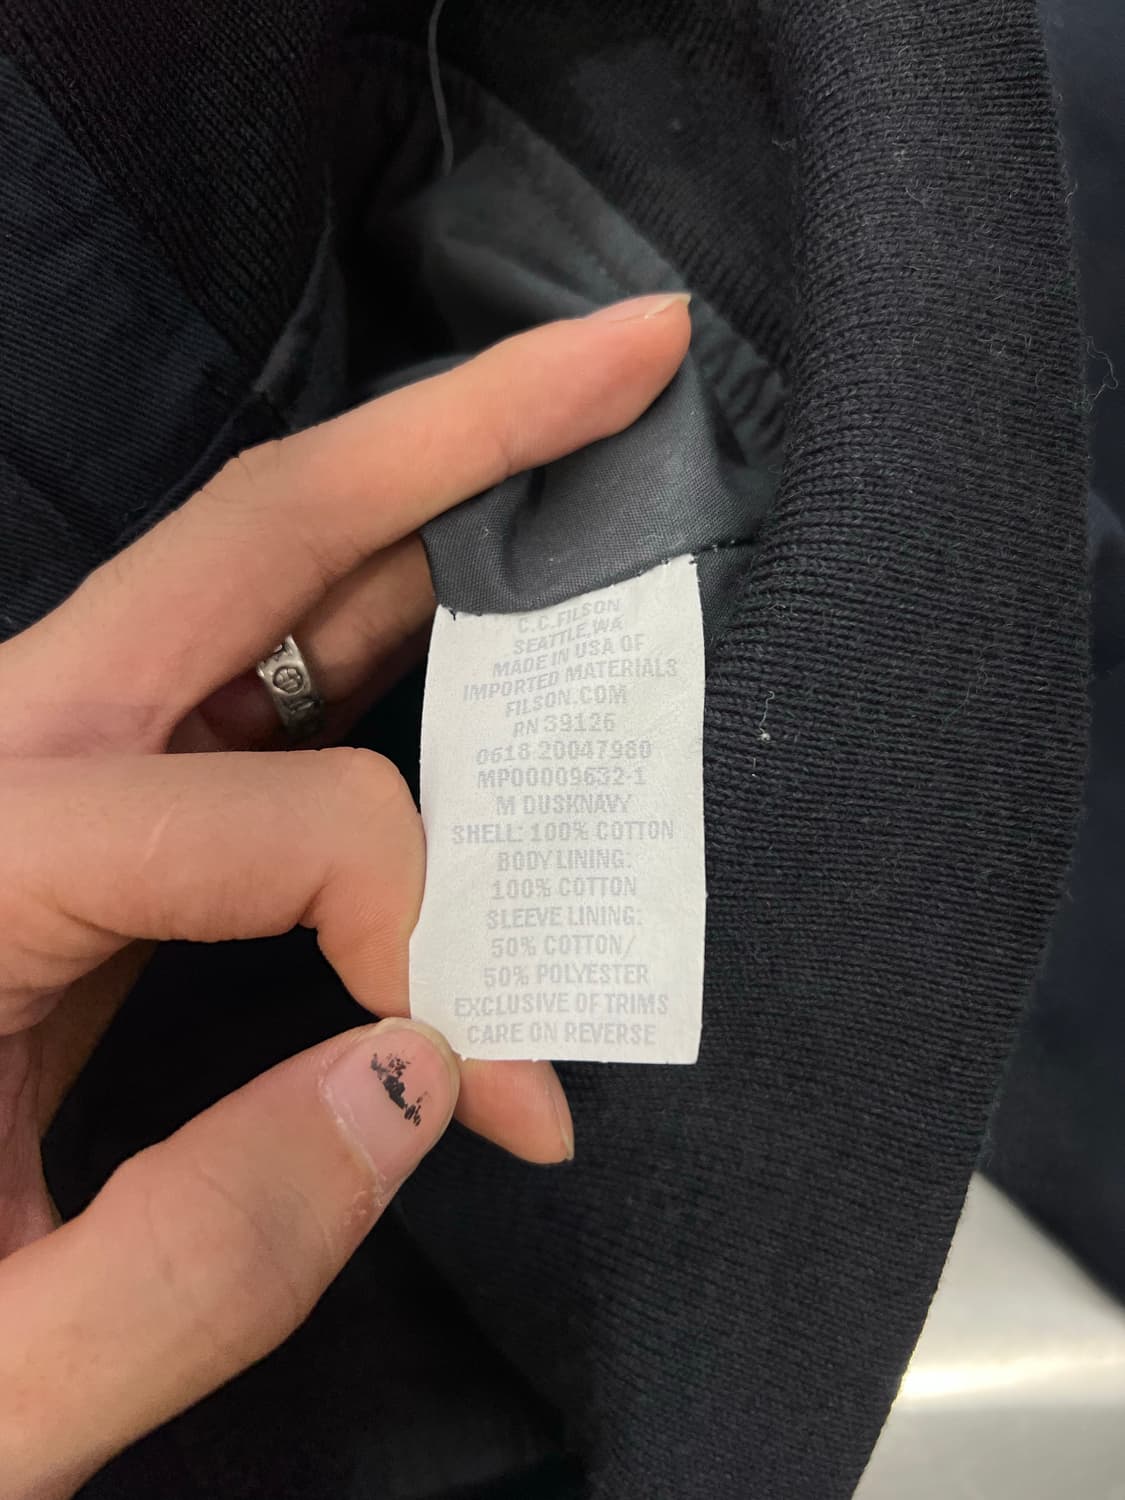 C.C.FILSON
SEATTLE, WA
MADE IN USA OF
IMPORTED MATERIALS
FILSON.COM
RN 39126
0618 20047980
MP00009632-1
M DUSKNAVY
SHELL: 100% COTTON
BODY LINING:
100% COTTON
SLEEVE LINING:
50% COTTON/
50% POLYESTER
EXCLUSIVE OF TRIMS
CARE ON REVERSE